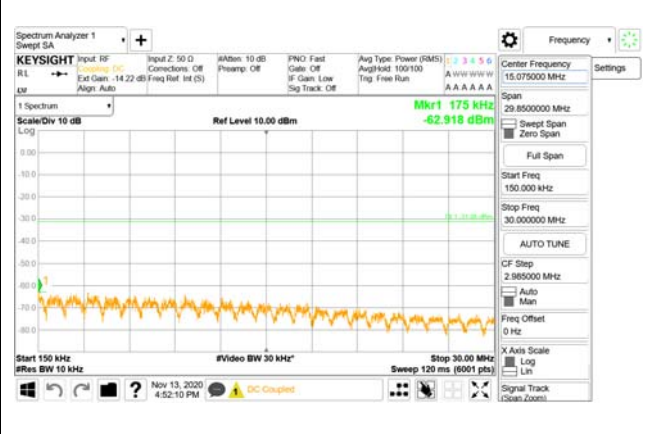 Spectrum Analyzer 1
Swept SA
Frequency
KEYSIGHT
RL
Input: RF
Coupling: DC
Ext Gain: -14.22 dB
Align: Auto
Input Z: 50 Ω
Corrections: Off
Freq Ref: Int (S)
#Atten: 10 dB
Preamp: Off
PNO: Fast
Gate: Off
IF Gain: Low
Sig Track: Off
Avg Type: Power (RMS)
Avg|Hold: 100/100
Trig: Free Run
1 2 3 4 5 6
A W W W W W
A A A A A A
1 Spectrum
Scale/Div 10 dB
Log
Ref Level 10.00 dBm
Mkr1 175 kHz
-62.918 dBm
0.00
-10.0
-20.0
-30.0
-40.0
-50.0
-60.0
-70.0
-80.0
1
Start 150 kHz
#Res BW 10 kHz
#Video BW 30 kHz*
Stop 30.00 MHz
Sweep 120 ms (6001 pts)
Nov 13, 2020
4:52:10 PM
DC Coupled
Center Frequency
15.075000 MHz
Settings
Span
29.8500000 MHz
Swept Span
Zero Span
Full Span
Start Freq
150.000 kHz
Stop Freq
30.000000 MHz
AUTO TUNE
CF Step
2.985000 MHz
Auto
Man
Freq Offset
0 Hz
X Axis Scale
Log
Lin
Signal Track
(Span Zoom)